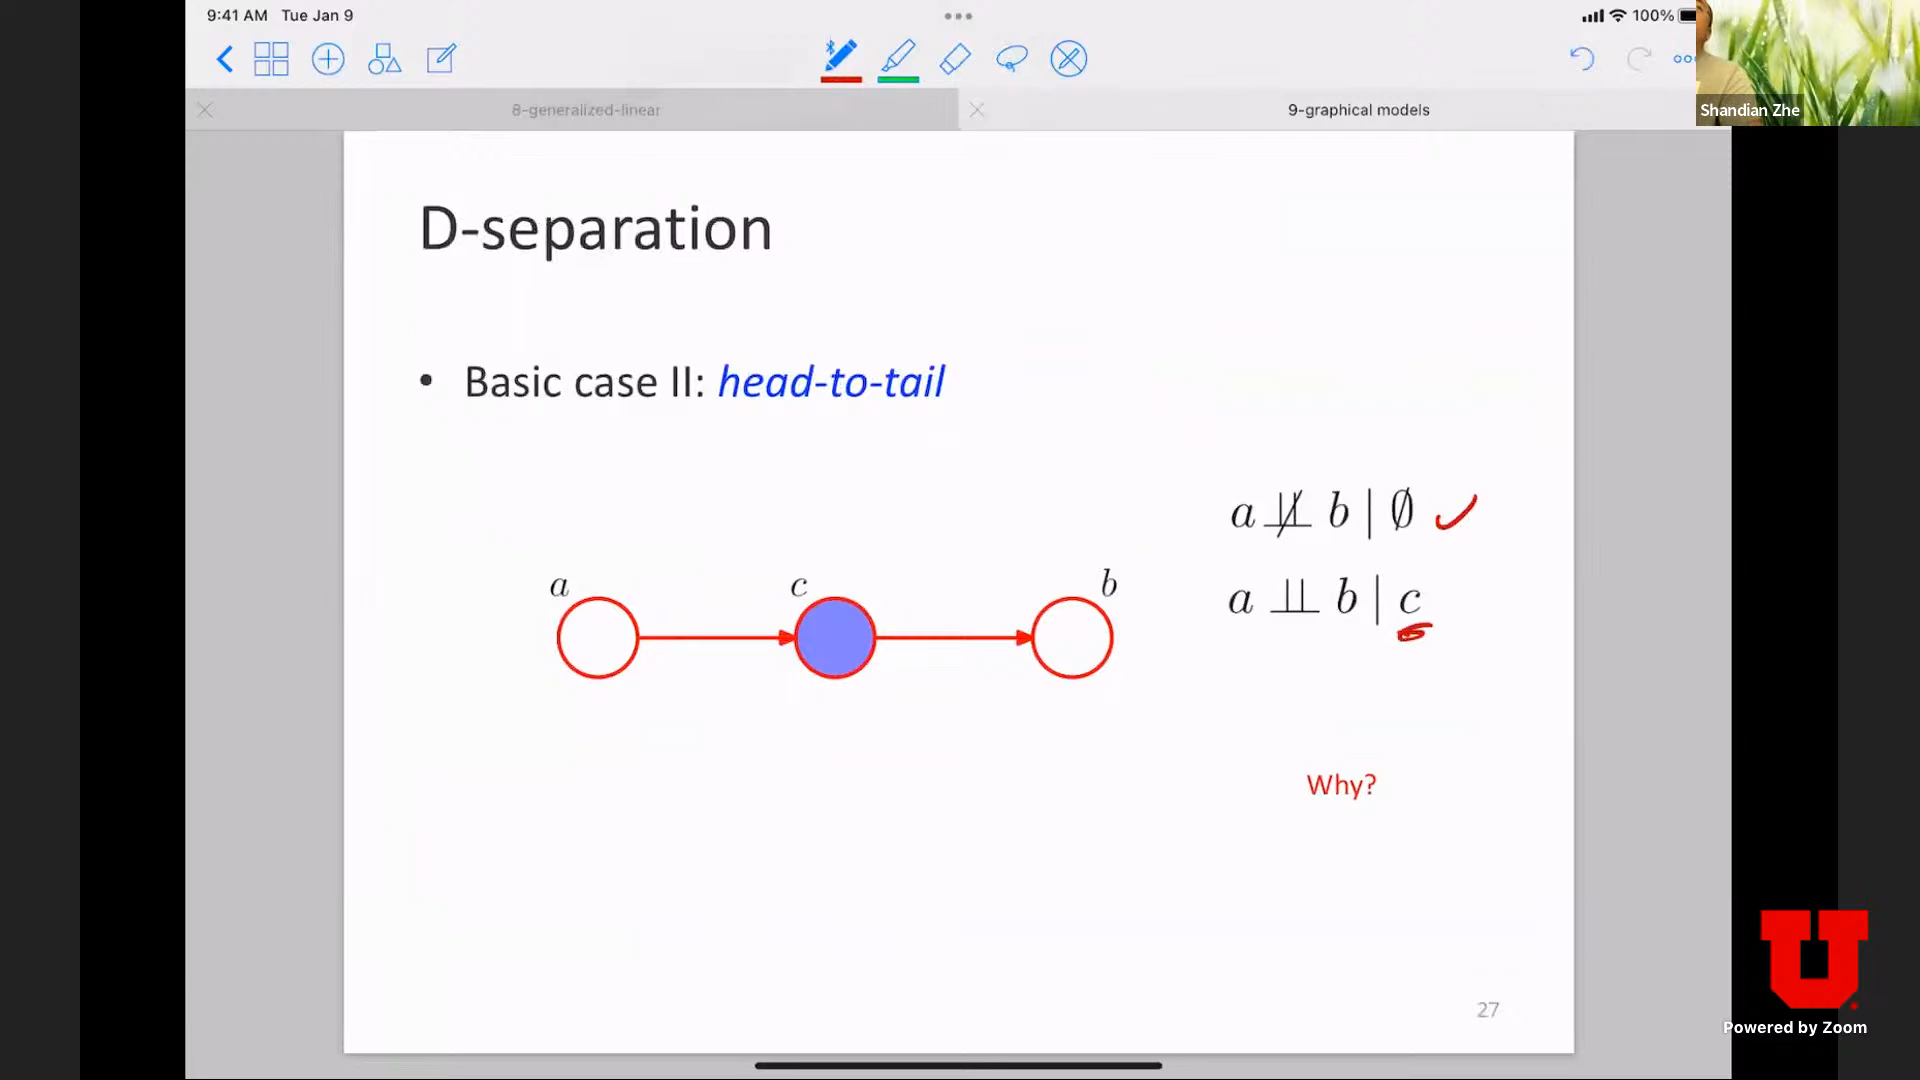 9:41 AM Tue Jan 9
100%
8-generalized-linear
9-graphical models
Shandian Zhe
D-separation
• Basic case II: head-to-tail
a ⫫̸ b | ∅ ✓
a ⫫ b | c
a c b
Why?
27
U
Powered by Zoom